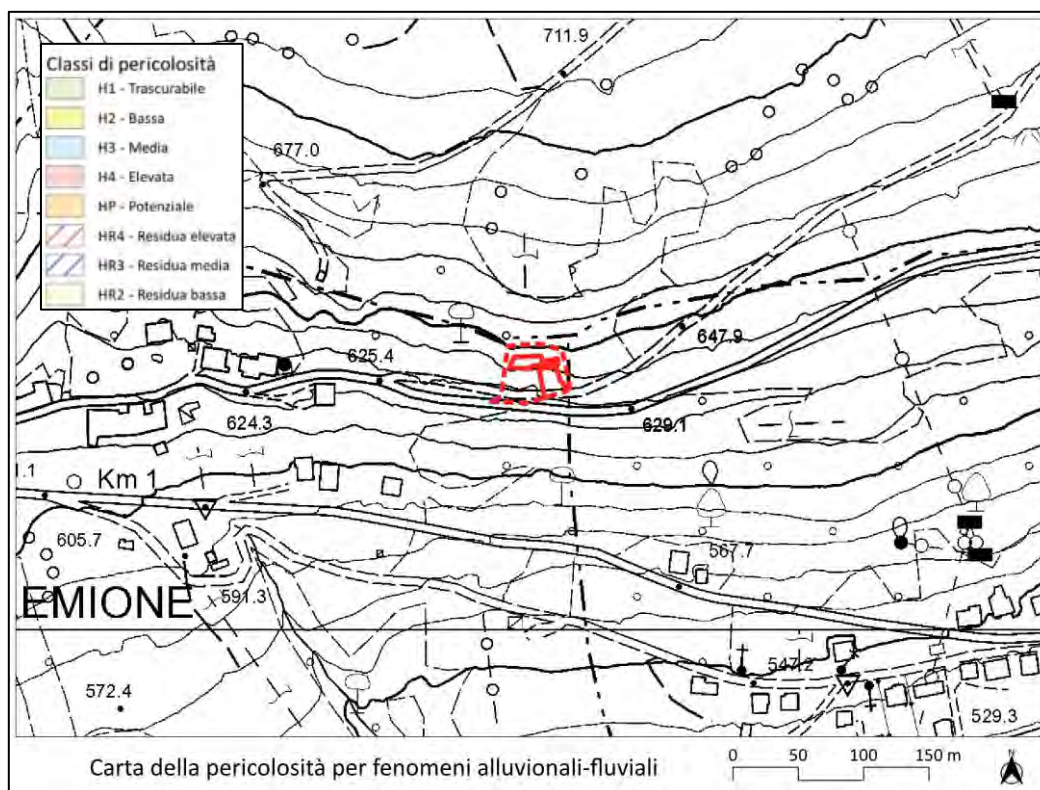 711.9
Classi di pericolosità
H1 - Trascurabile
H2 - Bassa
H3 - Media
H4 - Elevata
HP - Potenziale
HR4 - Residua elevata
HR3 - Residua media
HR2 - Residua bassa
677.0
647.9
625.4
624.3
629.1
1.1
Km 1
605.7
567.7
EMIONE
591.3
547.2
572.4
529.3
Carta della pericolosità per fenomeni alluvionali-fluviali
0 50 100 150 m
N